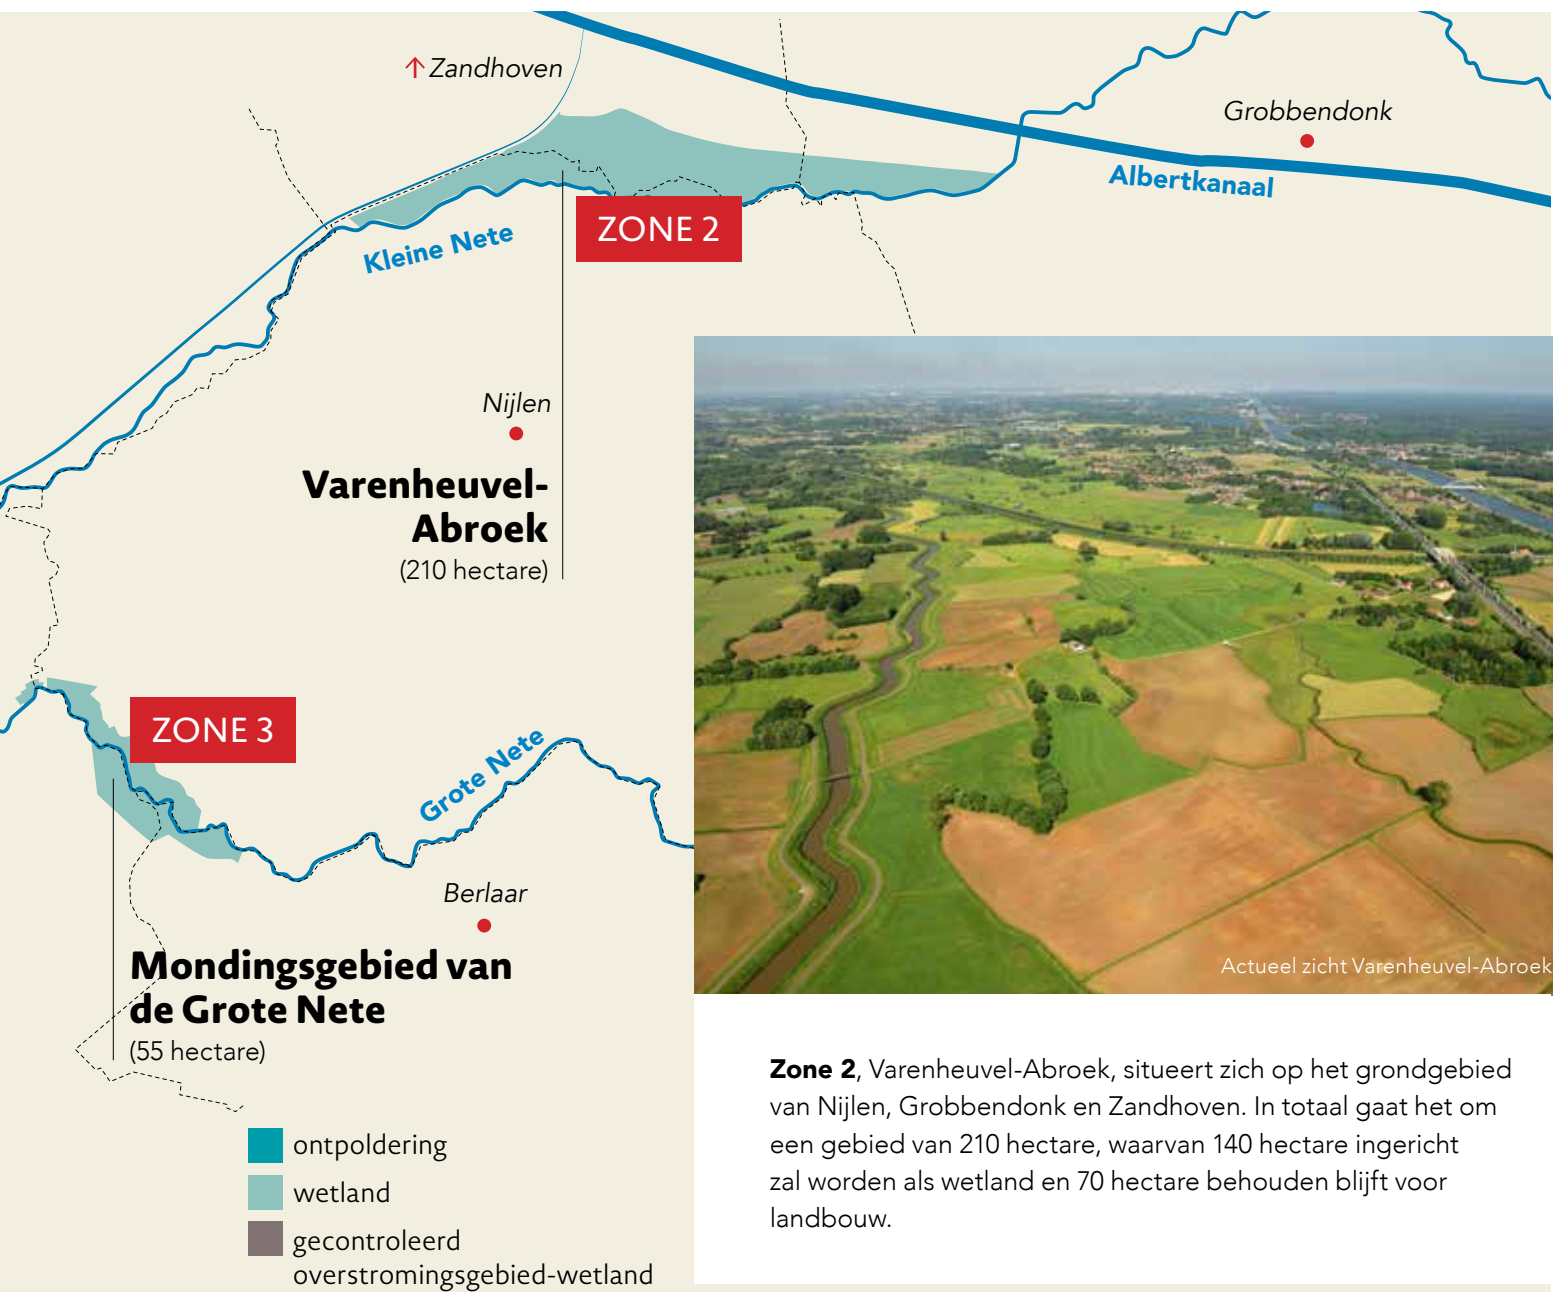 ↑ Zandhoven
Grobbendonk
Albertkanaal
ZONE 2
Kleine Nete
Nijlen
Varenheuvel-
Abroek
(210 hectare)
ZONE 3
Grote Nete
Berlaar
Mondingsgebied van
de Grote Nete
(55 hectare)
ontpoldering
wetland
gecontroleerd
overstromingsgebied-wetland
Actueel zicht Varenheuvel-Abroek
Zone 2, Varenheuvel-Abroek, situeert zich op het grondgebied
van Nijlen, Grobbendonk en Zandhoven. In totaal gaat het om
een gebied van 210 hectare, waarvan 140 hectare ingericht
zal worden als wetland en 70 hectare behouden blijft voor
landbouw.